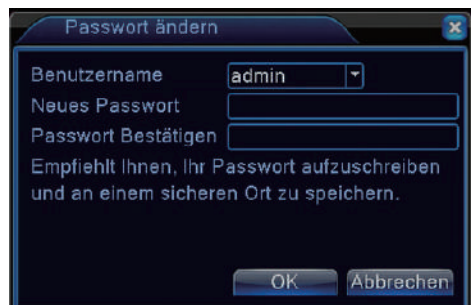 Passwort ändern
Benutzername admin
Neues Passwort
Passwort Bestätigen
Empfiehlt Ihnen, Ihr Passwort aufzuschreiben
und an einem sicheren Ort zu speichern.
OK Abbrechen